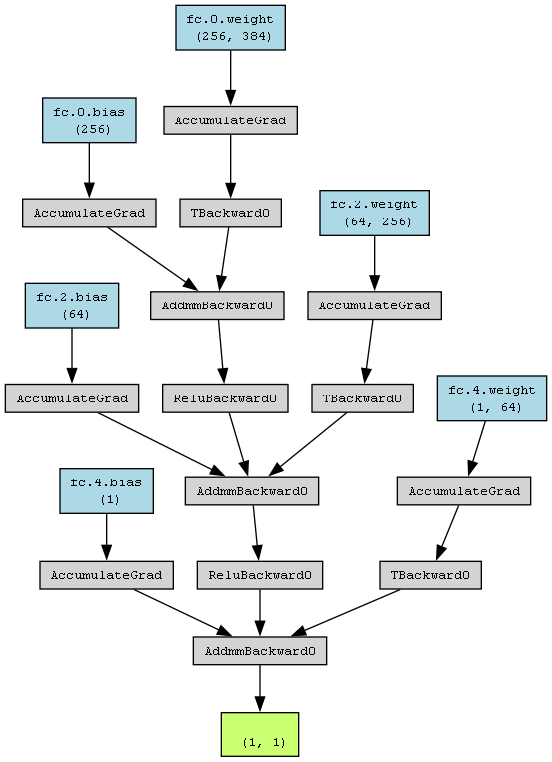 fc.0.weight
(256, 384)
fc.0.bias
(256)
AccumulateGrad
AccumulateGrad
TBackward0
fc.2.weight
(64, 256)
fc.2.bias
(64)
AddmmBackward0
AccumulateGrad
AccumulateGrad
ReluBackward0
TBackward0
fc.4.weight
(1, 64)
fc.4.bias
(1)
AddmmBackward0
AccumulateGrad
AccumulateGrad
ReluBackward0
TBackward0
AddmmBackward0
(1, 1)